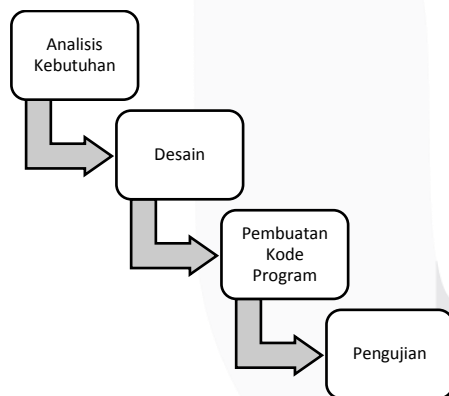 Analisis
Kebutuhan
Desain
Pembuatan
Kode
Program
Pengujian